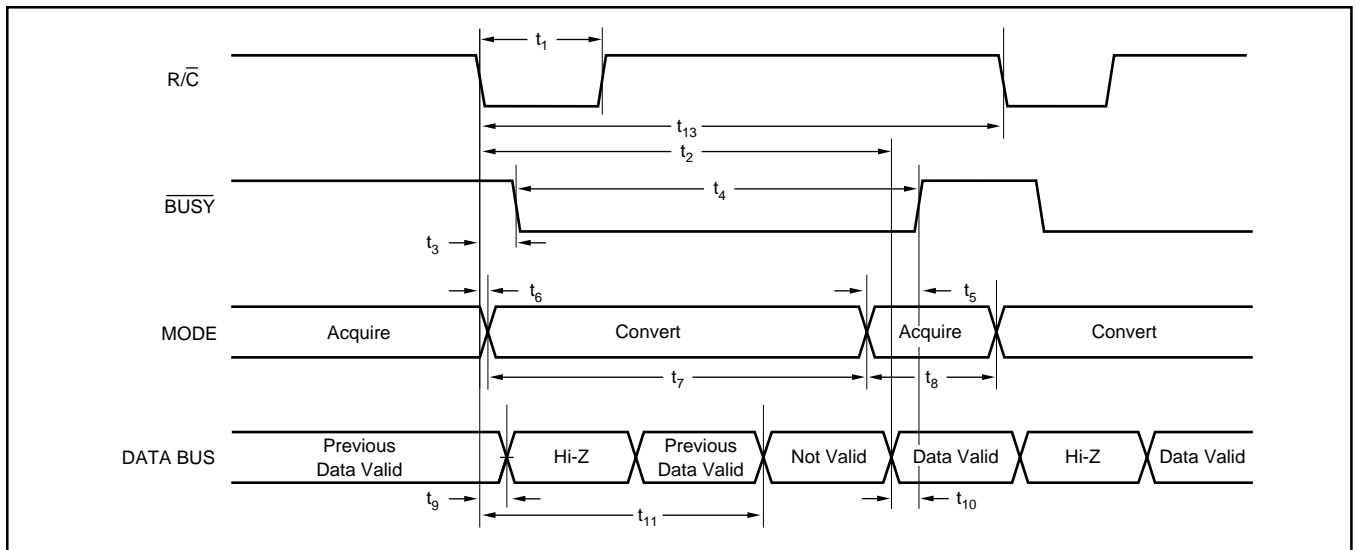 t1
R/C̅
t13
t2
B̅U̅S̅Y̅
t4
t3
t6
t5
MODE
Acquire
Convert
Acquire
Convert
t7
t8
DATA BUS
Previous
Data Valid
Hi-Z
Previous
Data Valid
Not Valid
Data Valid
Hi-Z
Data Valid
t9
t10
t11